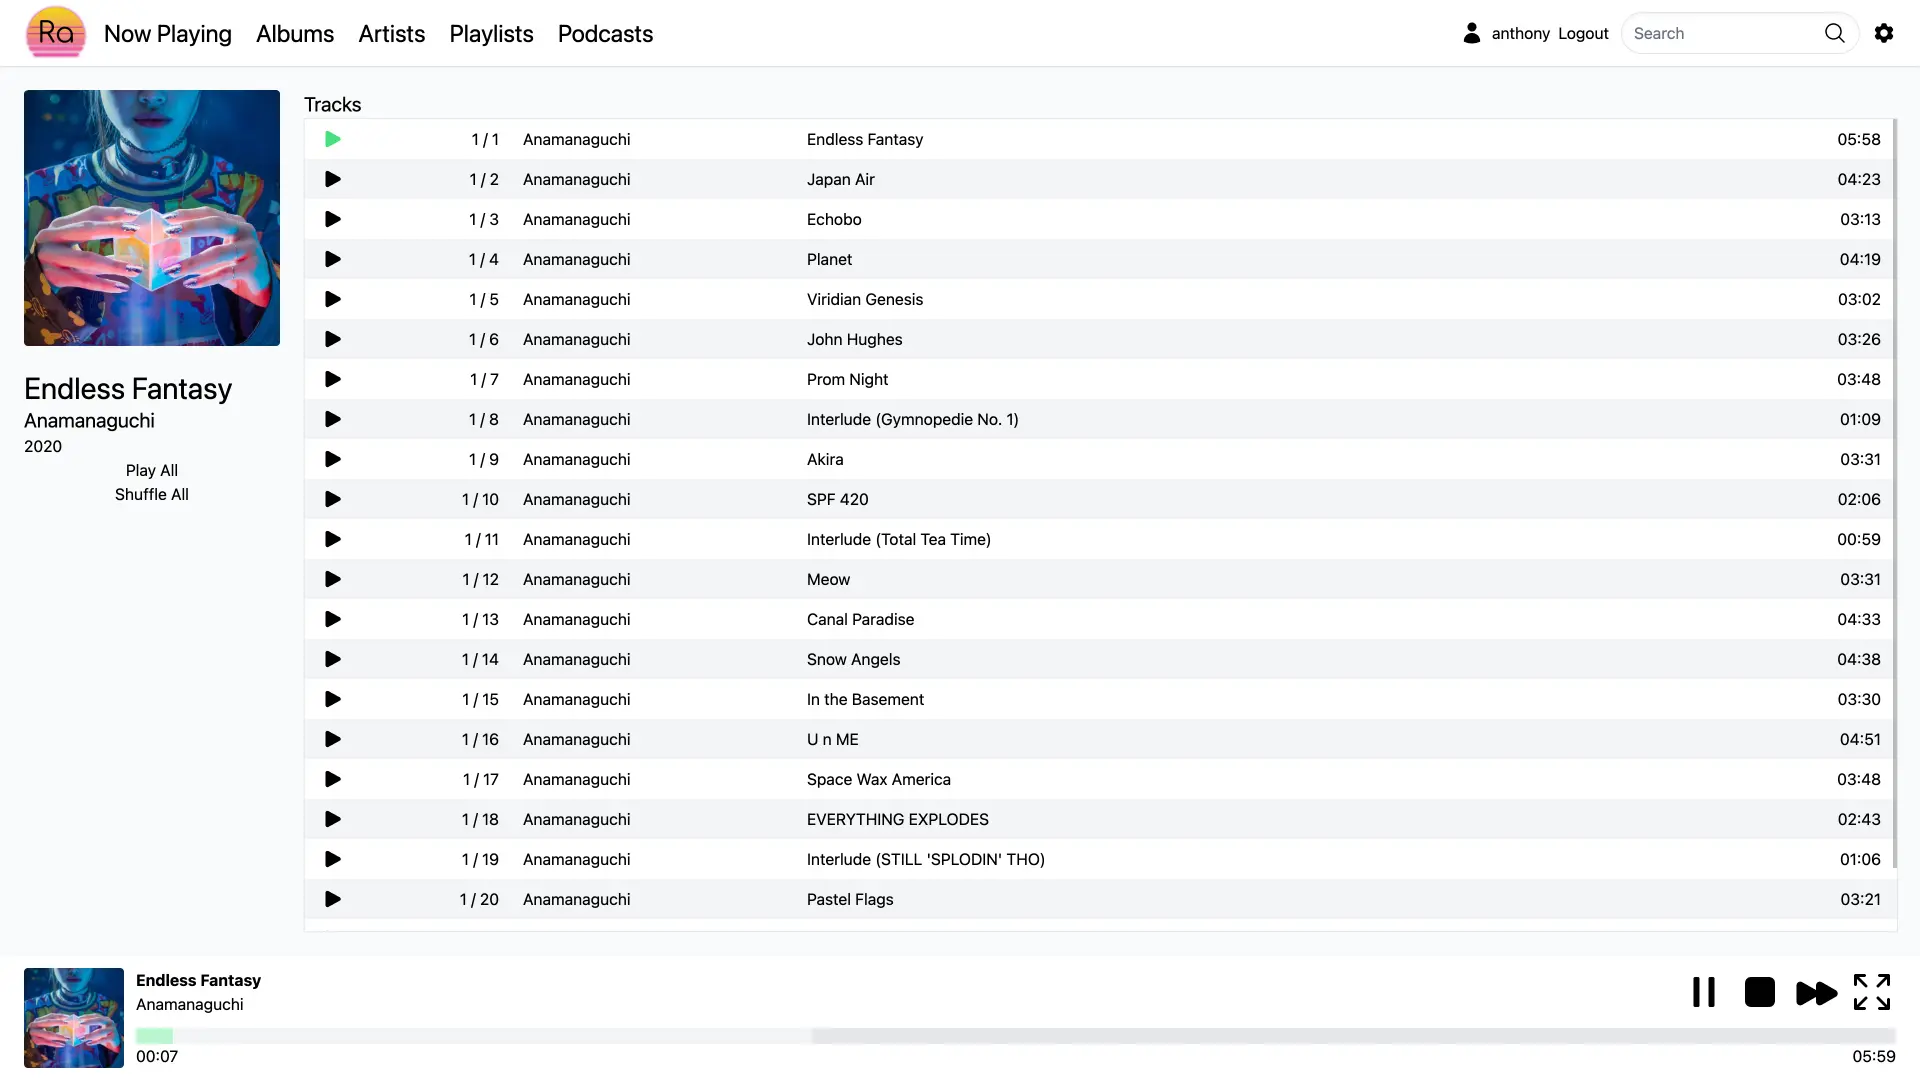 Ra Now Playing Albums Artists Playlists Podcasts anthony Logout Search
Tracks
1 / 1 Anamanaguchi Endless Fantasy 05:58
1 / 2 Anamanaguchi Japan Air 04:23
1 / 3 Anamanaguchi Echobo 03:13
1 / 4 Anamanaguchi Planet 04:19
1 / 5 Anamanaguchi Viridian Genesis 03:02
1 / 6 Anamanaguchi John Hughes 03:26
1 / 7 Anamanaguchi Prom Night 03:48
1 / 8 Anamanaguchi Interlude (Gymnopedie No. 1) 01:09
1 / 9 Anamanaguchi Akira 03:31
1 / 10 Anamanaguchi SPF 420 02:06
1 / 11 Anamanaguchi Interlude (Total Tea Time) 00:59
1 / 12 Anamanaguchi Meow 03:31
1 / 13 Anamanaguchi Canal Paradise 04:33
1 / 14 Anamanaguchi Snow Angels 04:38
1 / 15 Anamanaguchi In the Basement 03:30
1 / 16 Anamanaguchi U n ME 04:51
1 / 17 Anamanaguchi Space Wax America 03:48
1 / 18 Anamanaguchi EVERYTHING EXPLODES 02:43
1 / 19 Anamanaguchi Interlude (STILL 'SPLODIN' THO) 01:06
1 / 20 Anamanaguchi Pastel Flags 03:21
Endless Fantasy
Anamanaguchi
2020
Play All
Shuffle All
Endless Fantasy
Anamanaguchi
00:07 05:59